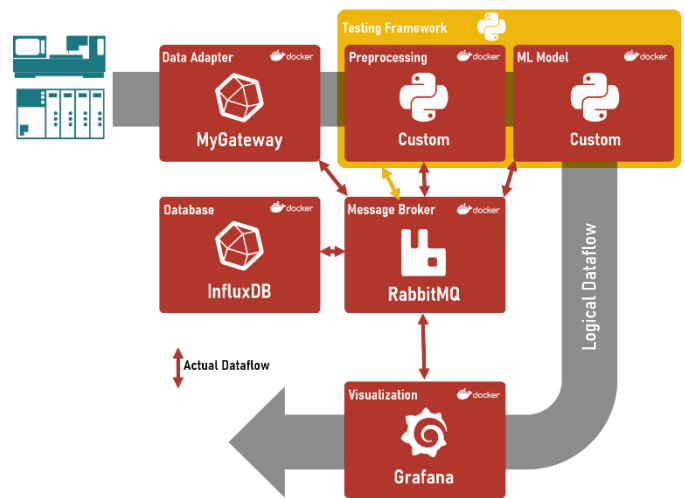 Testing Framework
Data Adapter
docker
MyGateway
Preprocessing
docker
Custom
ML Model
docker
Custom
Database
docker
InfluxDB
Message Broker
docker
RabbitMQ
Logical Dataflow
Actual Dataflow
Visualization
docker
Grafana